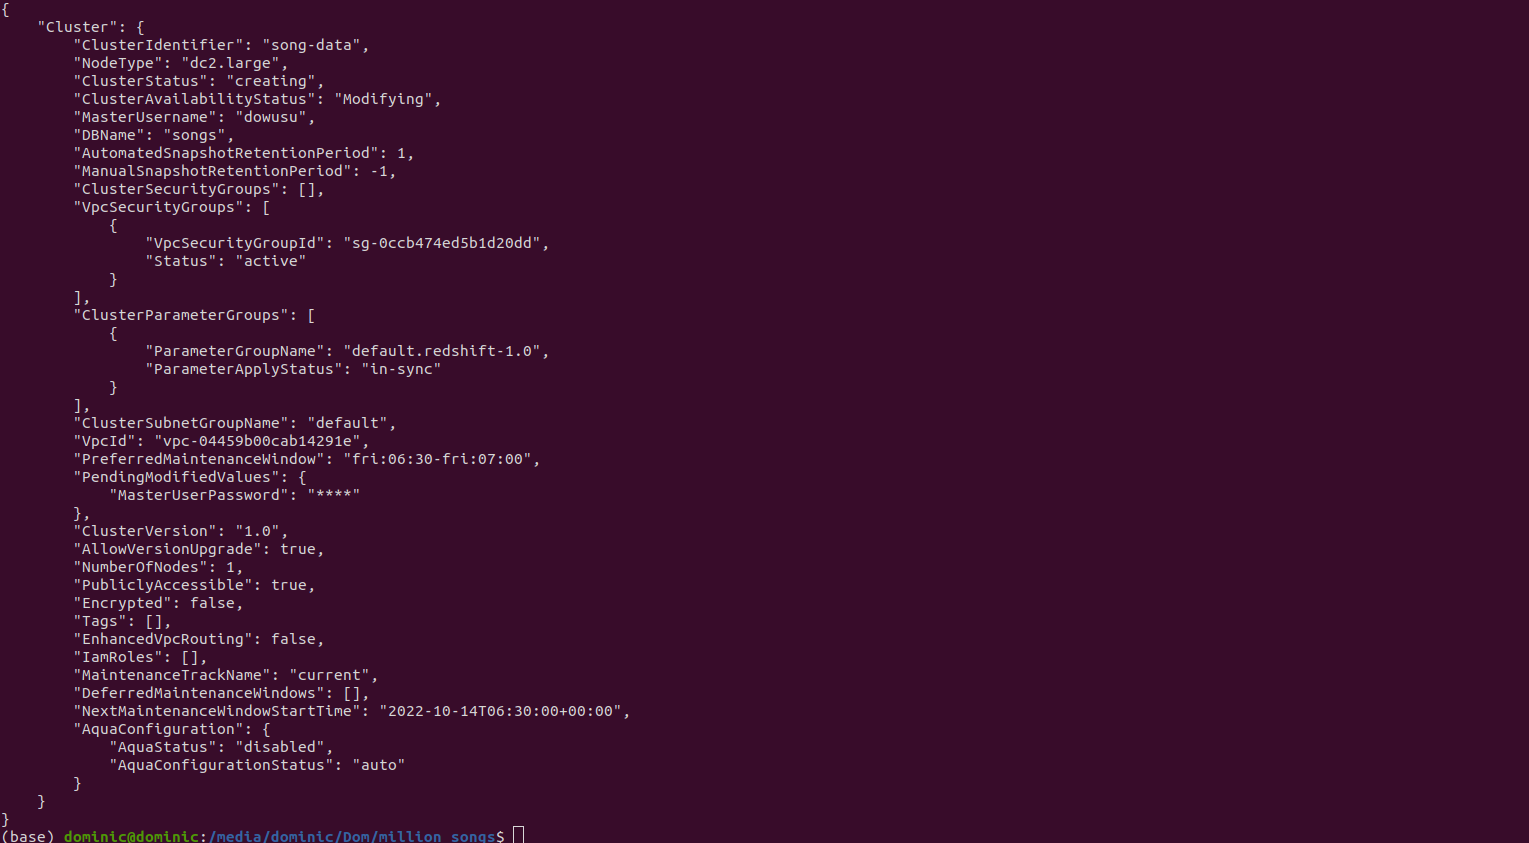 {
    "Cluster": {
        "ClusterIdentifier": "song-data",
        "NodeType": "dc2.large",
        "ClusterStatus": "creating",
        "ClusterAvailabilityStatus": "Modifying",
        "MasterUsername": "dowusu",
        "DBName": "songs",
        "AutomatedSnapshotRetentionPeriod": 1,
        "ManualSnapshotRetentionPeriod": -1,
        "ClusterSecurityGroups": [],
        "VpcSecurityGroups": [
            {
                "VpcSecurityGroupId": "sg-0ccb474ed5b1d20dd",
                "Status": "active"
            }
        ],
        "ClusterParameterGroups": [
            {
                "ParameterGroupName": "default.redshift-1.0",
                "ParameterApplyStatus": "in-sync"
            }
        ],
        "ClusterSubnetGroupName": "default",
        "VpcId": "vpc-04459b00cab14291e",
        "PreferredMaintenanceWindow": "fri:06:30-fri:07:00",
        "PendingModifiedValues": {
            "MasterUserPassword": "****"
        },
        "ClusterVersion": "1.0",
        "AllowVersionUpgrade": true,
        "NumberOfNodes": 1,
        "PubliclyAccessible": true,
        "Encrypted": false,
        "Tags": [],
        "EnhancedVpcRouting": false,
        "IamRoles": [],
        "MaintenanceTrackName": "current",
        "DeferredMaintenanceWindows": [],
        "NextMaintenanceWindowStartTime": "2022-10-14T06:30:00+00:00",
        "AquaConfiguration": {
            "AquaStatus": "disabled",
            "AquaConfigurationStatus": "auto"
        }
    }
}
(base) dominic@dominic:/media/dominic/Dom/million_songs$